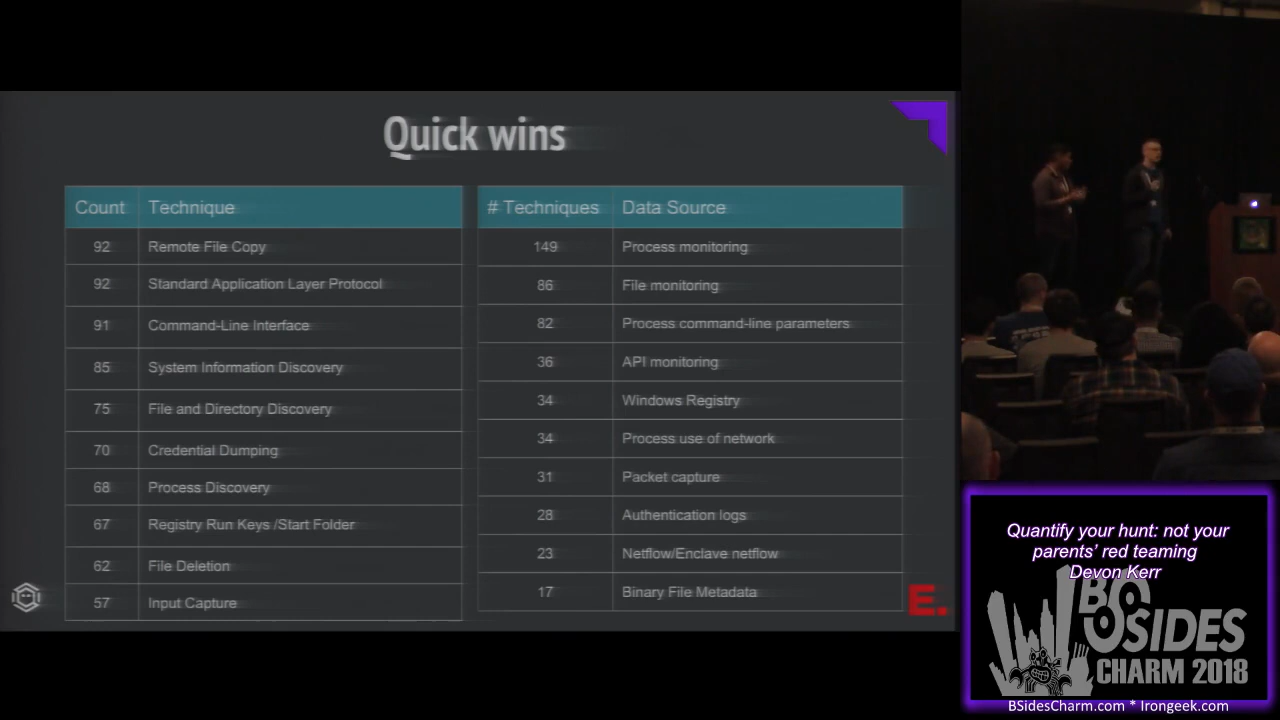 Quick wins
Count Technique
92 Remote File Copy
92 Standard Application Layer Protocol
91 Command-Line Interface
85 System Information Discovery
75 File and Directory Discovery
70 Credential Dumping
68 Process Discovery
67 Registry Run Keys /Start Folder
62 File Deletion
57 Input Capture
# Techniques Data Source
149 Process monitoring
86 File monitoring
82 Process command-line parameters
36 API monitoring
34 Windows Registry
34 Process use of network
31 Packet capture
28 Authentication logs
23 Netflow/Enclave netflow
17 Binary File Metadata
E.
Quantify your hunt: not your
parents' red teaming
Devon Kerr
BSIDES
CHARM 2018
BSidesCharm.com * Irongeek.com